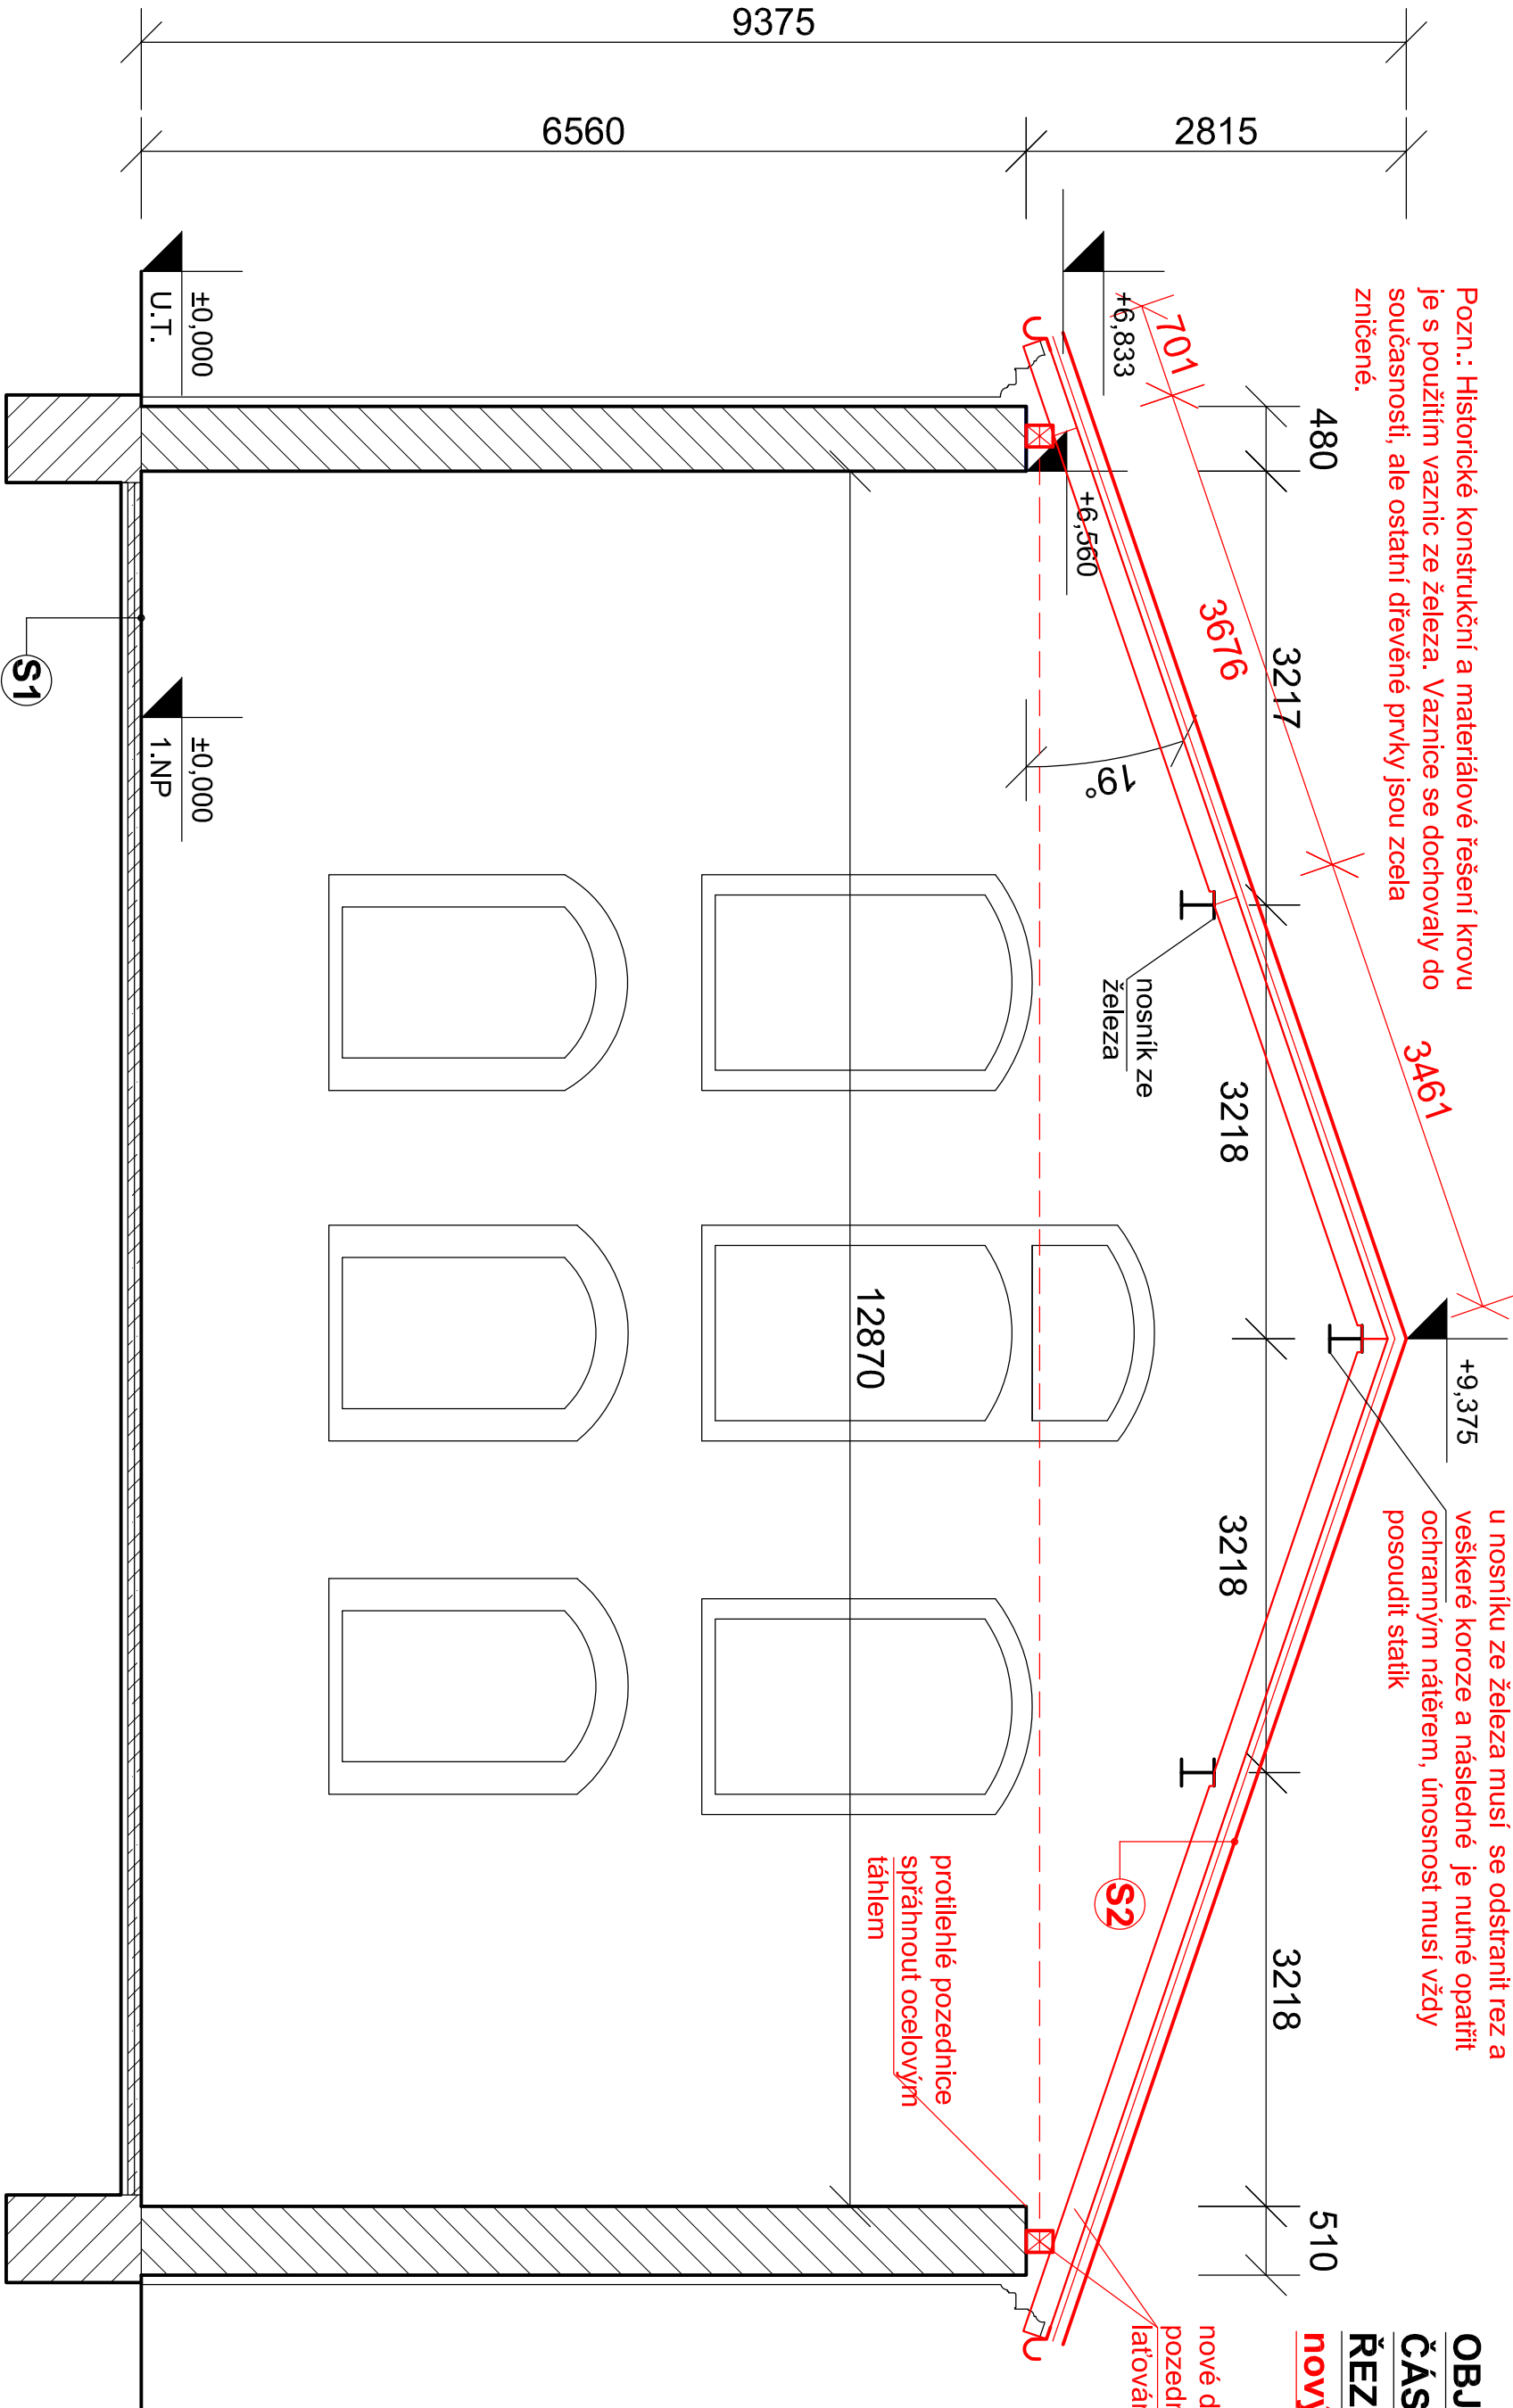 Pozn.: Historické konstrukční a materiálové řešení krovu
je s použitím vaznic ze železa. Vaznice se dochovaly do
současnosti, ale ostatní dřevěné prvky jsou zcela
zničené.
u nosníku ze železa musí se odstranit rez a
veškeré koroze a následné je nutné opatřit
ochranným nátěrem, únosnost musí vždy
posoudit statik
+9,375
3461
3676
701
480
3217
3218
3218
3218
510
+6,833
+6,560
19°
nosník ze
železa
S2
protilehlé pozednice
spřáhnout ocelovým
táhlem
12870
±0,000
U.T.
±0,000
1.NP
S1
9375
6560
2815
ŘEZ